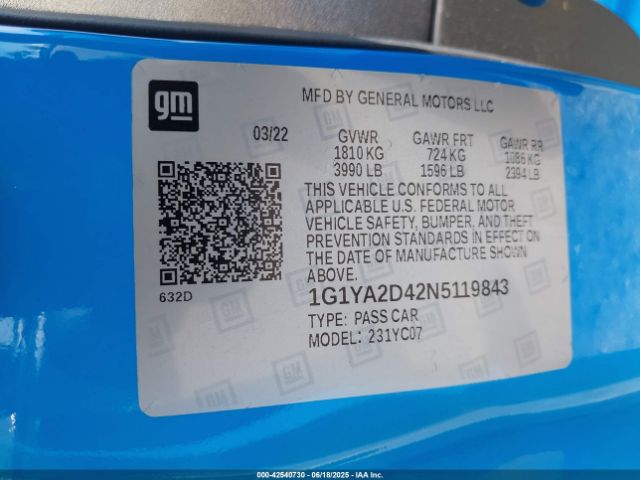 gm
MFD BY GENERAL MOTORS LLC
03/22 GVWR GAWR FRT GAWR RR
1810 KG 724 KG 1086 KG
3990 LB 1596 LB 2394 LB
THIS VEHICLE CONFORMS TO ALL
APPLICABLE U.S. FEDERAL MOTOR
VEHICLE SAFETY, BUMPER, AND THEFT
PREVENTION STANDARDS IN EFFECT ON
THE DATE OF MANUFACTURE SHOWN
ABOVE.
632D
1G1YA2D42N5119843
TYPE: PASS CAR
MODEL: 231YC07
000-42540730 - 06/18/2025 - IAA Inc.